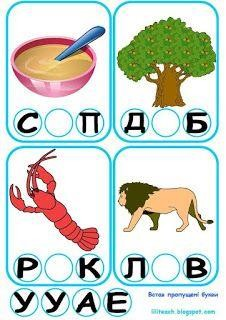 С П Д Б
Р К Л В
У У А Е
Встав пропущені букви
liliteach.blogspot.com